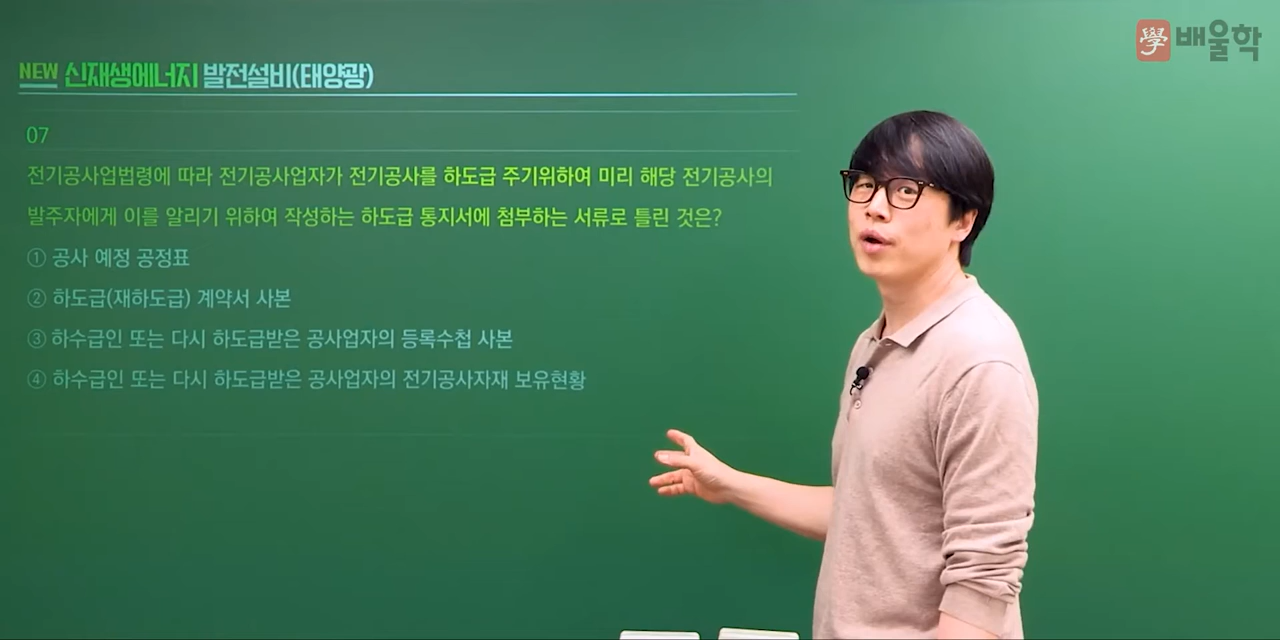 學 배울학
NEW 신재생에너지 발전설비(태양광)
07
전기공사업법령에 따라 전기공사업자가 전기공사를 하도급 주기위하여 미리 해당 전기공사의
발주자에게 이를 알리기 위하여 작성하는 하도급 통지서에 첨부하는 서류로 틀린 것은?
① 공사 예정 공정표
② 하도급(재하도급) 계약서 사본
③ 하수급인 또는 다시 하도급받은 공사업자의 등록수첩 사본
④ 하수급인 또는 다시 하도급받은 공사업자의 전기공사자재 보유현황